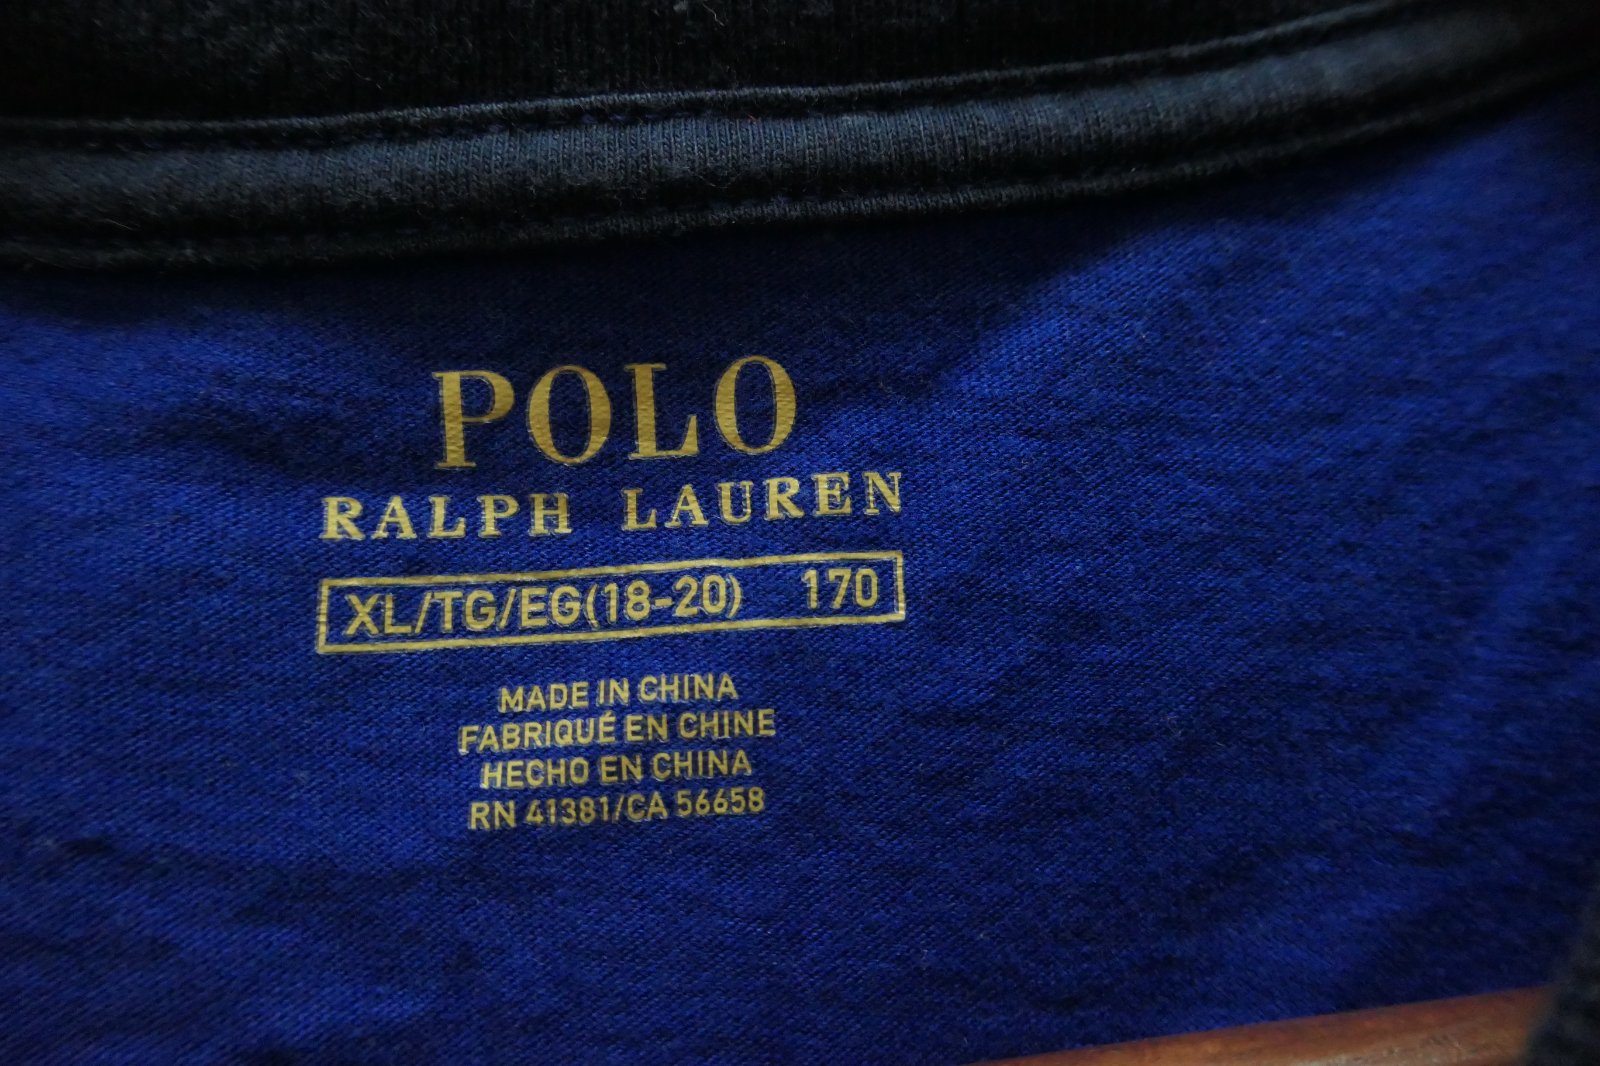 POLO
RALPH LAUREN
XL/TG/EG(18-20) 170
MADE IN CHINA
FABRIQUÉ EN CHINE
HECHO EN CHINA
RN 41381/CA 56658